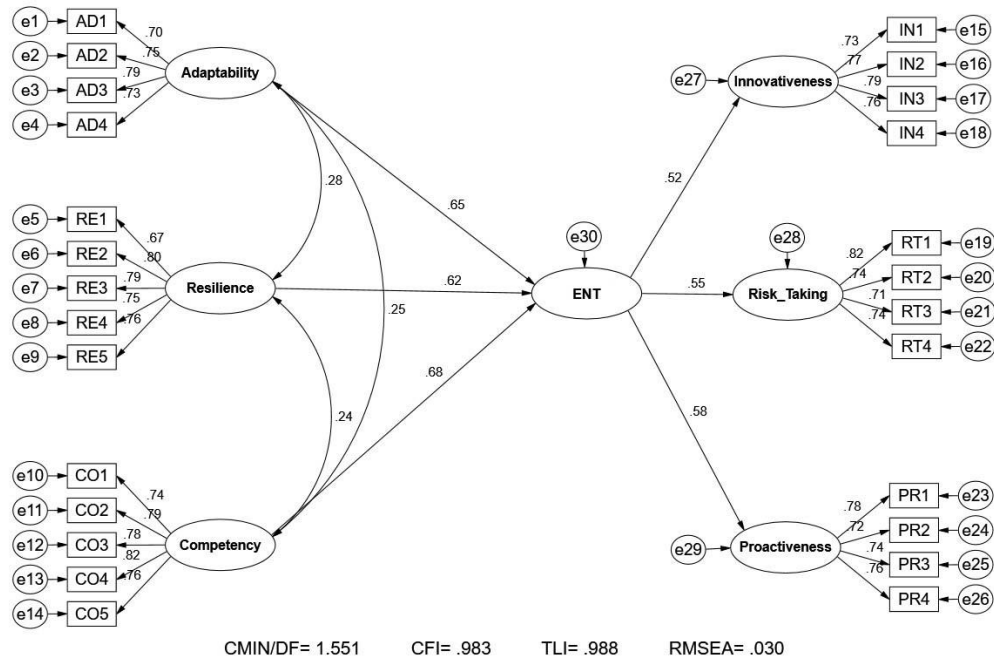 e1 AD1 .70
e2 AD2 .75
e3 AD3 .79
e4 AD4 .73
Adaptability
e5 RE1 .67
e6 RE2 .80
e7 RE3 .79
e8 RE4 .75
e9 RE5 .76
Resilience
e10 CO1 .74
e11 CO2 .79
e12 CO3 .78
e13 CO4 .82
e14 CO5 .76
Competency
.28
.25
.24
.65
.62
.68
e30
ENT
.52
.55
.58
e27
Innovativeness
.73 IN1 e15
.77 IN2 e16
.79 IN3 e17
.76 IN4 e18
e28
Risk_Taking
.82 RT1 e19
.74 RT2 e20
.71 RT3 e21
.74 RT4 e22
e29
Proactiveness
.78 PR1 e23
.72 PR2 e24
.74 PR3 e25
.76 PR4 e26
CMIN/DF= 1.551 CFI= .983 TLI= .988 RMSEA= .030